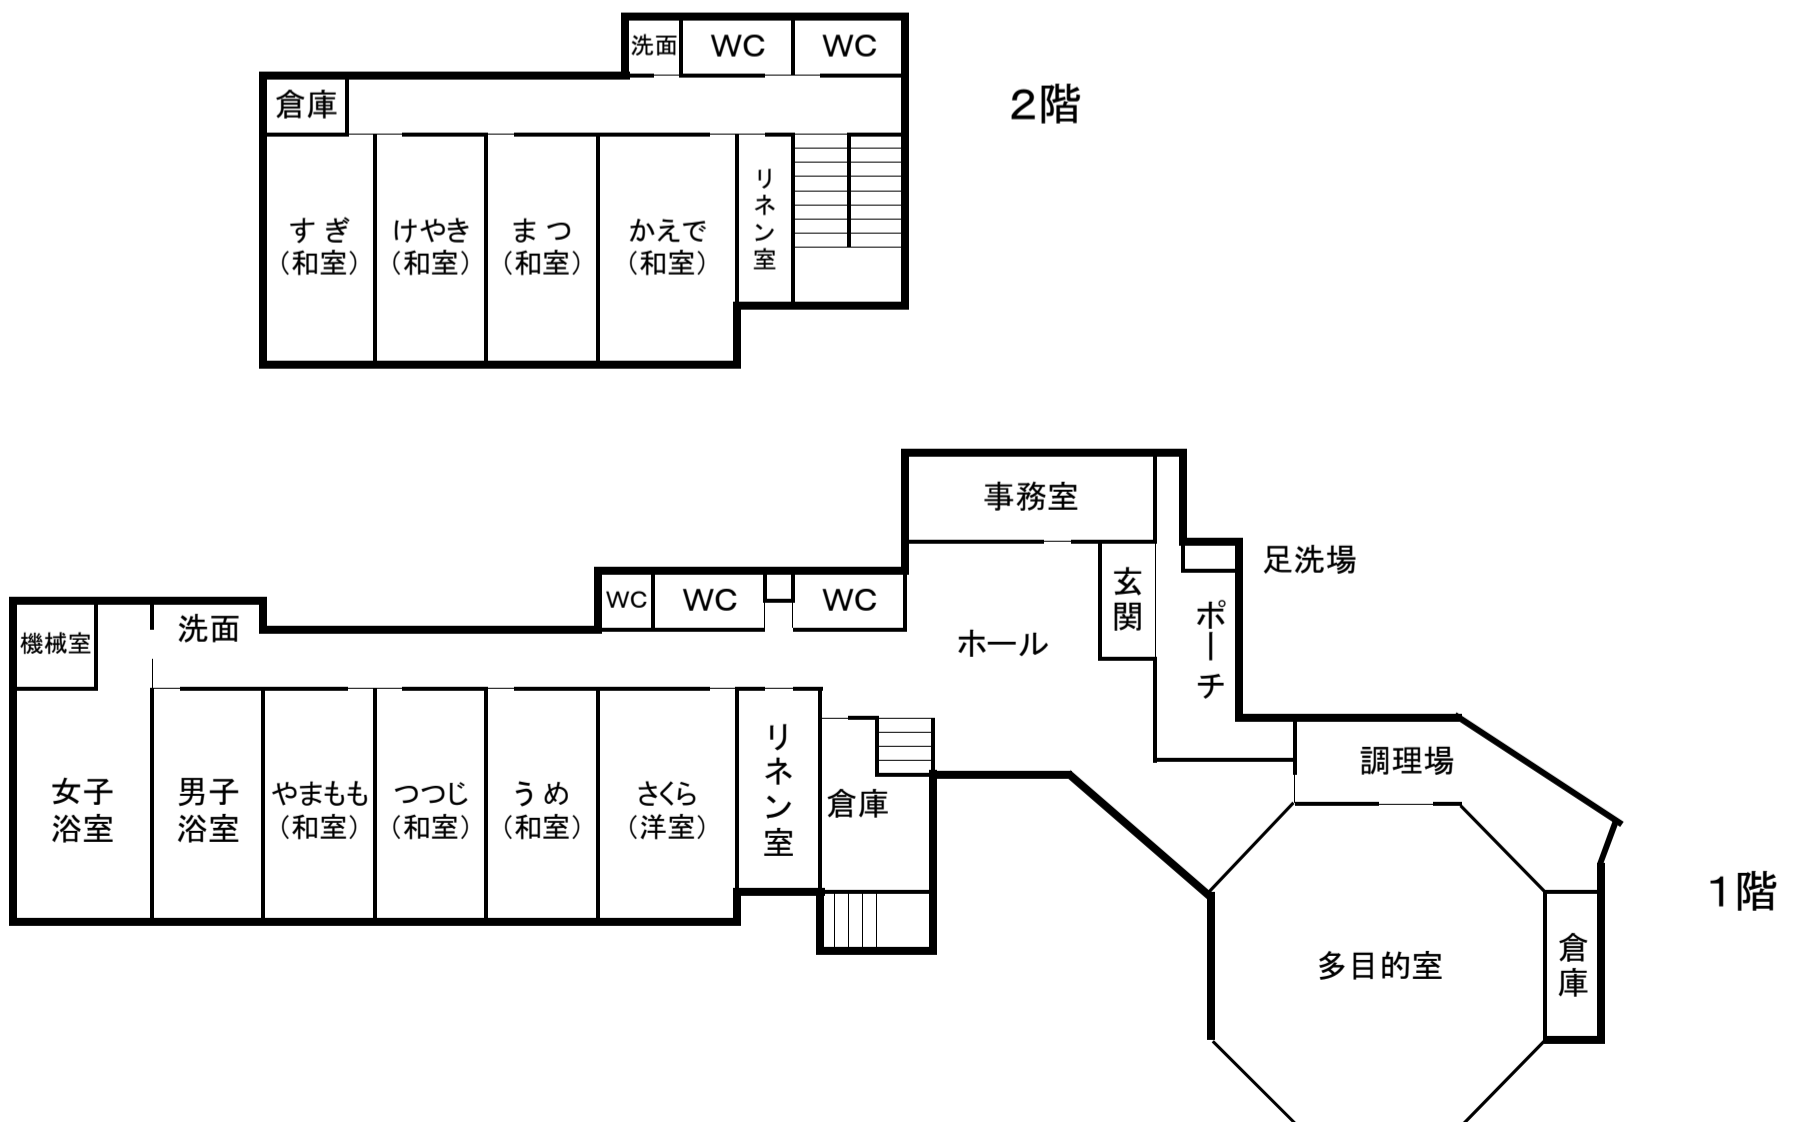 洗面
WC
WC
倉庫
2階
すぎ
（和室）
けやき
（和室）
まつ
（和室）
かえで
（和室）
リネン室
事務室
足洗場
玄関
ポーチ
ホール
WC
WC
WC
洗面
機械室
女子
浴室
男子
浴室
やまもも
（和室）
つつじ
（和室）
うめ
（和室）
さくら
（洋室）
リネン室
倉庫
調理場
多目的室
倉庫
1階